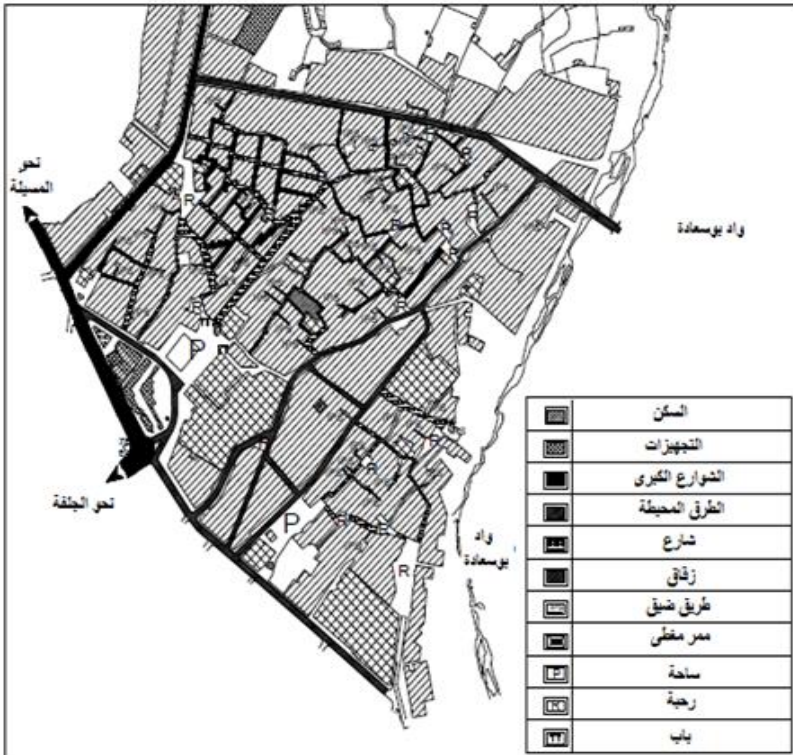 نحو
المسيلة
واد بوسعادة
نحو الجلفة
واد
بوسعادة
R
R
R
R
R
R
P
P
R
R
R
R
R
السكن
التجهيزات
الشوارع الكبرى
الطرق المحيطة
شارع
زقاق
طريق ضيق
ممر مغطى
P ساحة
R رحبة
باب